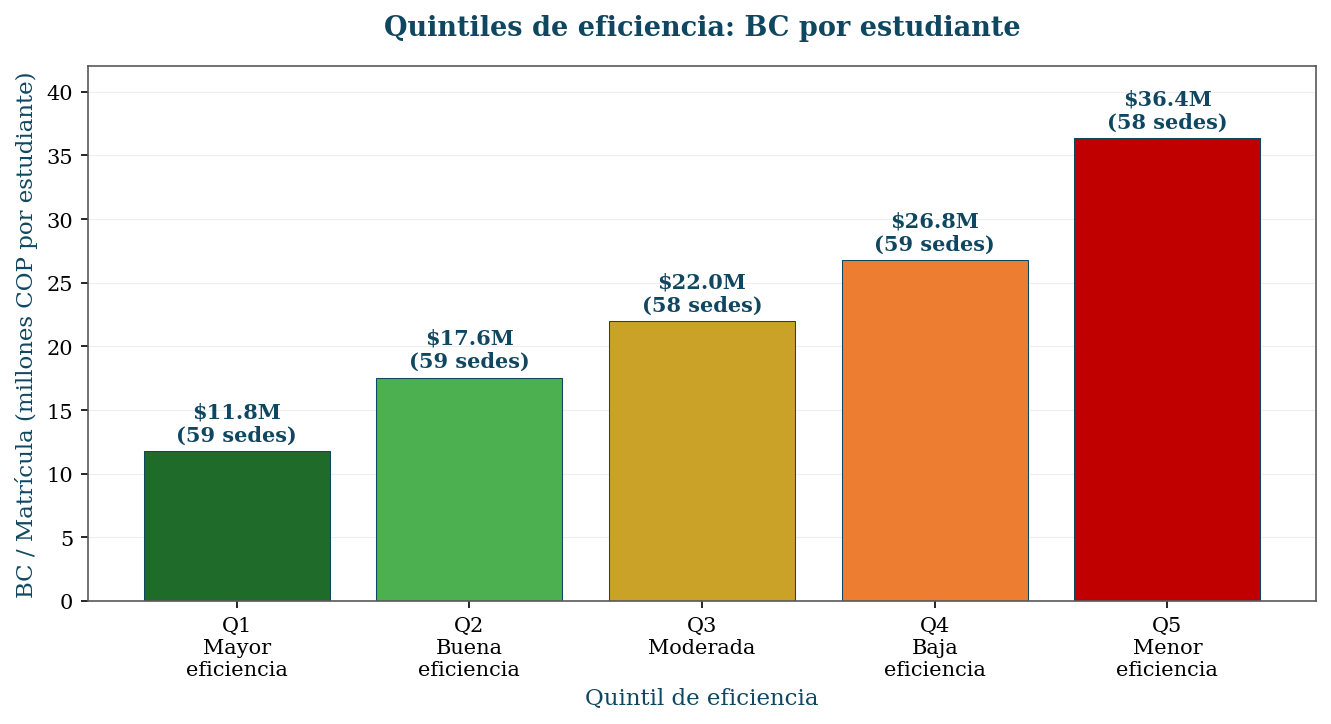 Quintiles de eficiencia: BC por estudiante
BC / Matrícula (millones COP por estudiante)
40
35
30
25
20
15
10
5
0
$11.8M
(59 sedes)
$17.6M
(59 sedes)
$22.0M
(58 sedes)
$26.8M
(59 sedes)
$36.4M
(58 sedes)
Q1
Mayor
eficiencia
Q2
Buena
eficiencia
Q3
Moderada
Q4
Baja
eficiencia
Q5
Menor
eficiencia
Quintil de eficiencia